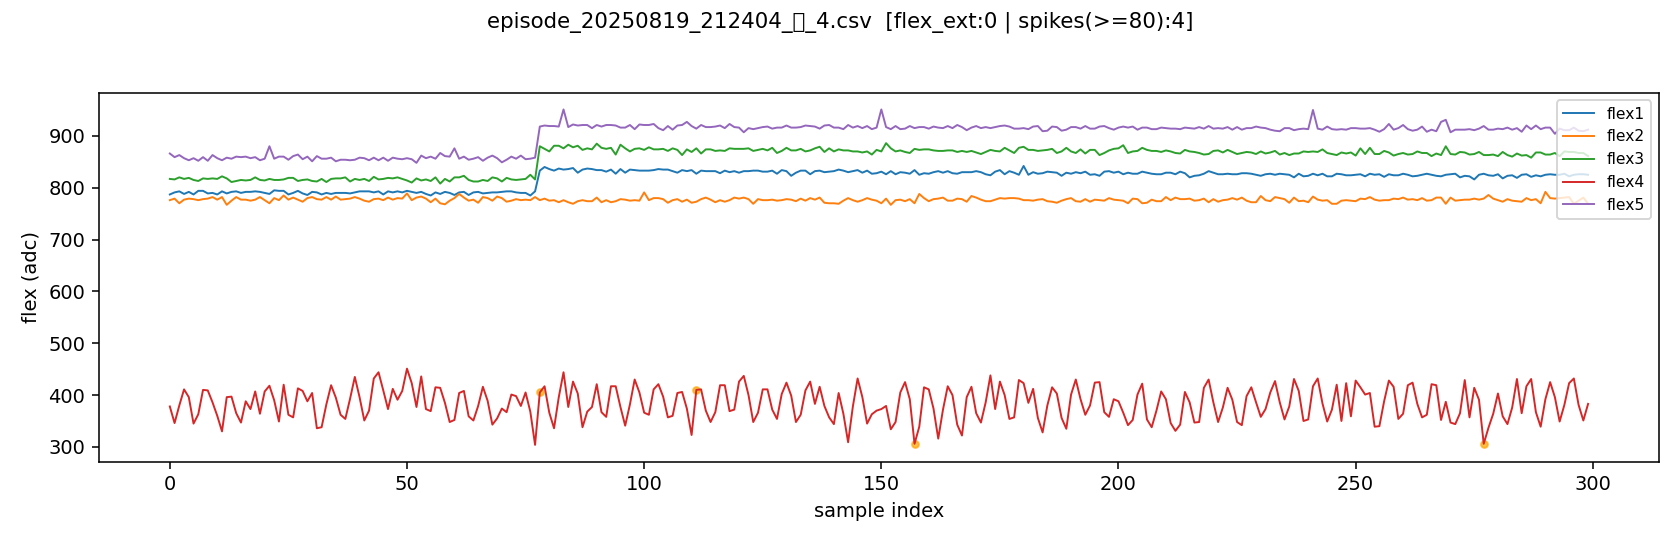 episode_20250819_212404_▯_4.csv [flex_ext:0 | spikes(>=80):4]
flex (adc)
900
800
700
600
500
400
300
0
50
100
150
200
250
300
sample index
flex1
flex2
flex3
flex4
flex5